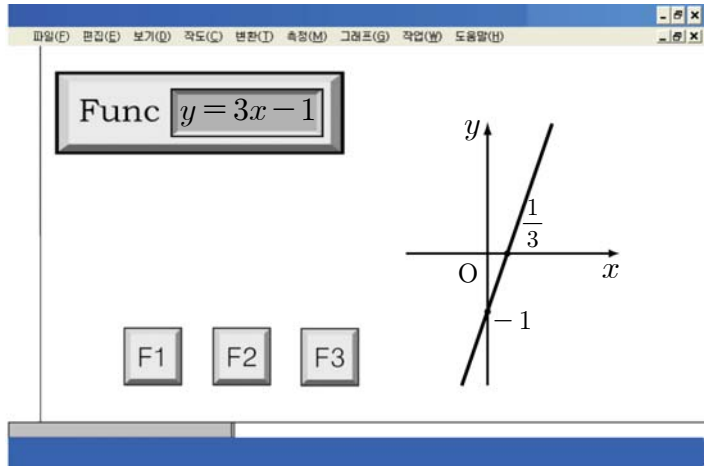 파일(F) 편집(E) 보기(D) 작도(C) 변환(T) 측정(M) 그래프(G) 작업(W) 도움말(H)
Func y = 3x − 1
y
1
3
O
x
− 1
F1 F2 F3